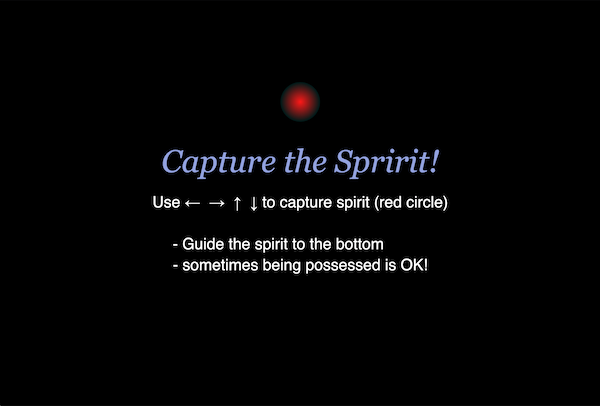 Capture the Spririt!
Use ← → ↑ ↓ to capture spirit (red circle)
- Guide the spirit to the bottom
- sometimes being possessed is OK!